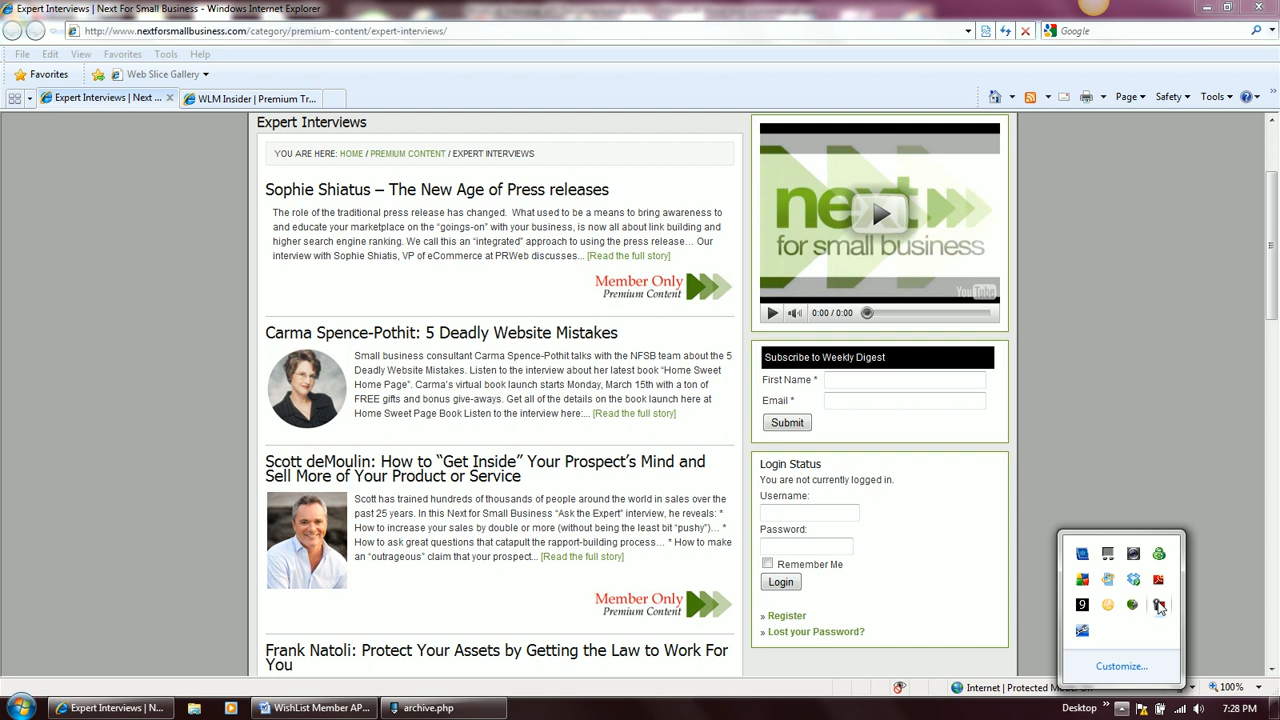 Expert Interviews | Next For Small Business - Windows Internet Explorer
http://www.nextforsmallbusiness.com/category/premium-content/expert-interviews/
Google
File Edit View Favorites Tools Help
Favorites Web Slice Gallery
Expert Interviews | Next ... WLM Insider | Premium Tr...
Page Safety Tools
Expert Interviews
YOU ARE HERE: HOME / PREMIUM CONTENT / EXPERT INTERVIEWS
Sophie Shiatus – The New Age of Press releases
The role of the traditional press release has changed. What used to be a means to bring awareness to
and educate your marketplace on the “goings-on” with your business, is now all about link building and
higher search engine ranking. We call this an “integrated” approach to using the press release… Our
interview with Sophie Shiatis, VP of eCommerce at PRWeb discusses... [Read the full story]
Member Only
Premium Content
Carma Spence-Pothit: 5 Deadly Website Mistakes
Small business consultant Carma Spence-Pothit talks with the NFSB team about the 5
Deadly Website Mistakes. Listen to the interview about her latest book “Home Sweet
Home Page”. Carma’s virtual book launch starts Monday, March 15th with a ton of
FREE gifts and bonus give-aways. Get all of the details on the book launch here at
Home Sweet Page Book Listen to the interview here:... [Read the full story]
Scott deMoulin: How to “Get Inside” Your Prospect’s Mind and
Sell More of Your Product or Service
Scott has trained hundreds of thousands of people around the world in sales over the
past 25 years. In this Next for Small Business “Ask the Expert” interview, he reveals: *
How to increase your sales by double or more (without being the least bit “pushy”)… *
How to ask great questions that catapult the rapport-building process… * How to make
an “outrageous” claim that your prospect... [Read the full story]
Member Only
Premium Content
Frank Natoli: Protect Your Assets by Getting the Law to Work For
You
next
for small business
YouTube
0:00 / 0:00
Subscribe to Weekly Digest
First Name *
Email *
Submit
Login Status
You are not currently logged in.
Username:
Password:
Remember Me
Login
» Register
» Lost your Password?
9
Customize...
Internet | Protected Mode: On
100%
Expert Interviews | N... WishList Member AP... archive.php
Desktop 7:28 PM